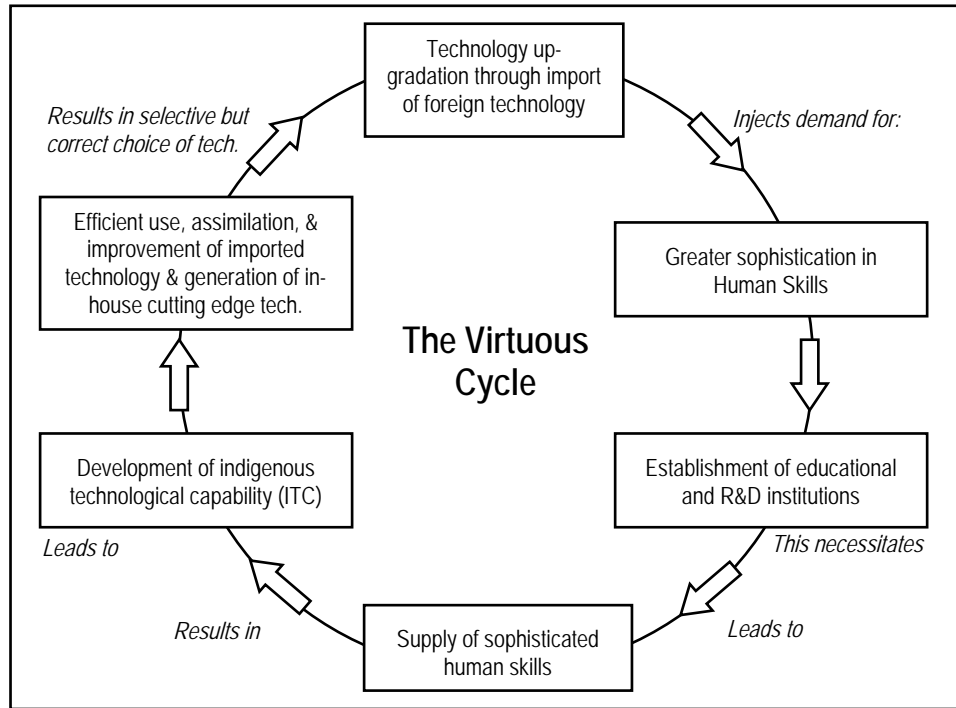 Technology up-
gradation through import
of foreign technology
Injects demand for:
Greater sophistication in
Human Skills
Establishment of educational
and R&D institutions
This necessitates
Leads to
Supply of sophisticated
human skills
Results in
Development of indigenous
technological capability (ITC)
Leads to
Efficient use, assimilation, &
improvement of imported
technology & generation of in-
house cutting edge tech.
Results in selective but
correct choice of tech.
The Virtuous
Cycle